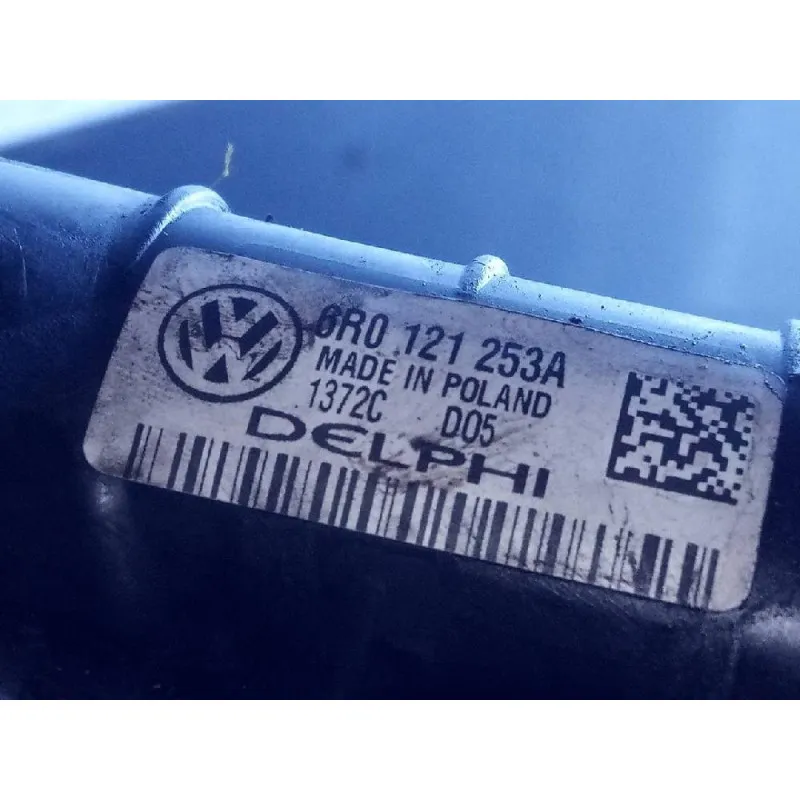 6R0 121 253A
MADE IN POLAND
1372C D05
DELPHI